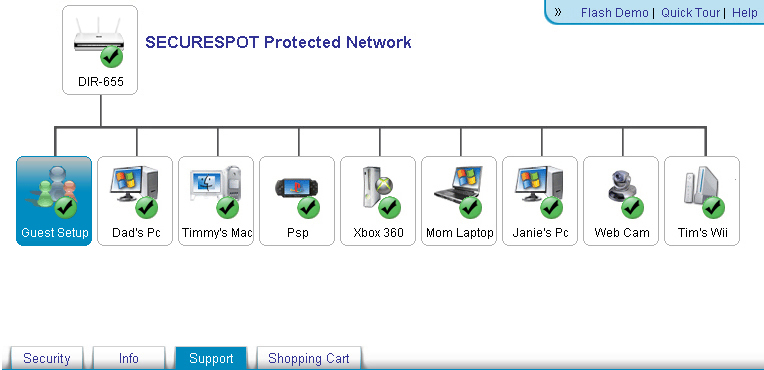 » Flash Demo | Quick Tour | Help
SECURESPOT Protected Network
DIR-655
Guest Setup
Dad's Pc
Timmy's Mac
Psp
Xbox 360
Mom Laptop
Janie's Pc
Web Cam
Tim's Wii
Security
Info
Support
Shopping Cart